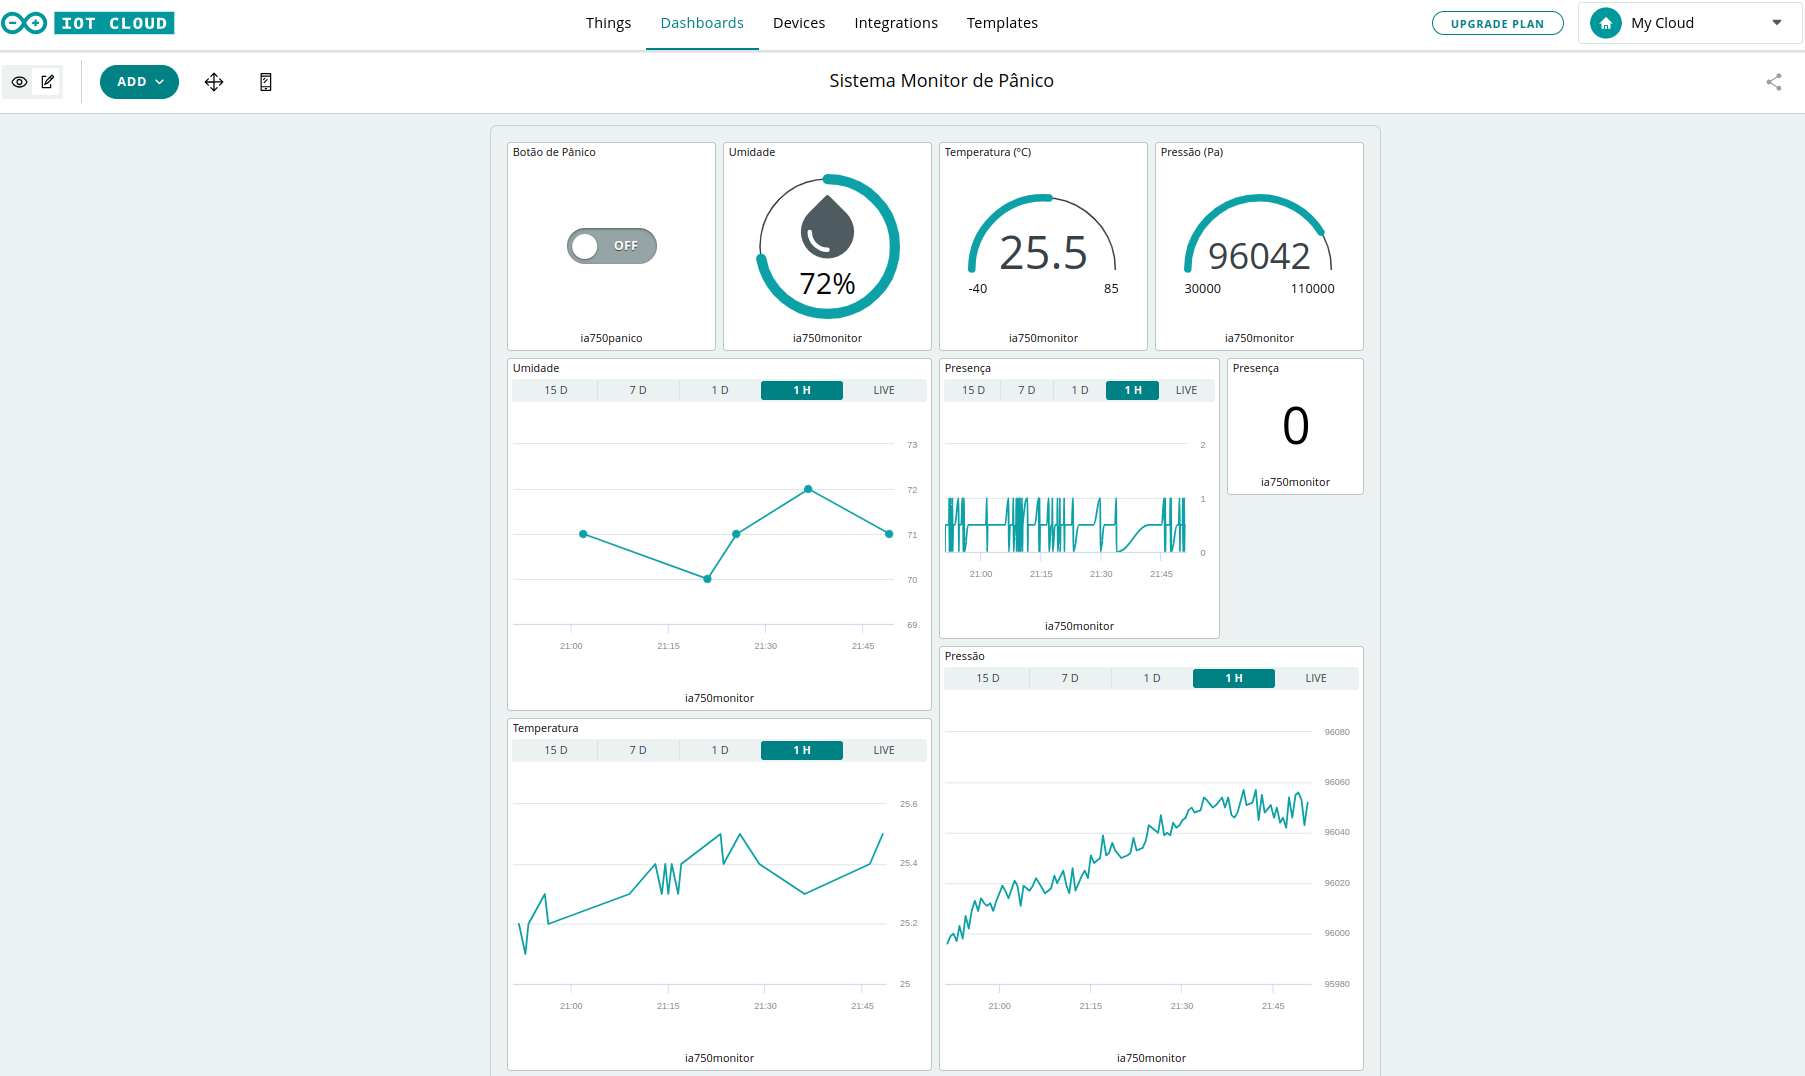 IOT CLOUD
Things Dashboards Devices Integrations Templates
UPGRADE PLAN
My Cloud
ADD
Sistema Monitor de Pânico
Botão de Pânico
OFF
ia750panico
Umidade
72%
ia750monitor
Temperatura (ºC)
25.5
-40 85
ia750monitor
Pressão (Pa)
96042
30000 110000
ia750monitor
Umidade
15 D 7 D 1 D 1 H LIVE
73
72
71
70
69
21:00 21:15 21:30 21:45
ia750monitor
Presença
15 D 7 D 1 D 1 H LIVE
2
1
0
21:00 21:15 21:30 21:45
ia750monitor
Presença
0
ia750monitor
Temperatura
15 D 7 D 1 D 1 H LIVE
25.6
25.4
25.2
25
21:00 21:15 21:30 21:45
ia750monitor
Pressão
15 D 7 D 1 D 1 H LIVE
96080
96060
96040
96020
96000
95980
21:00 21:15 21:30 21:45
ia750monitor